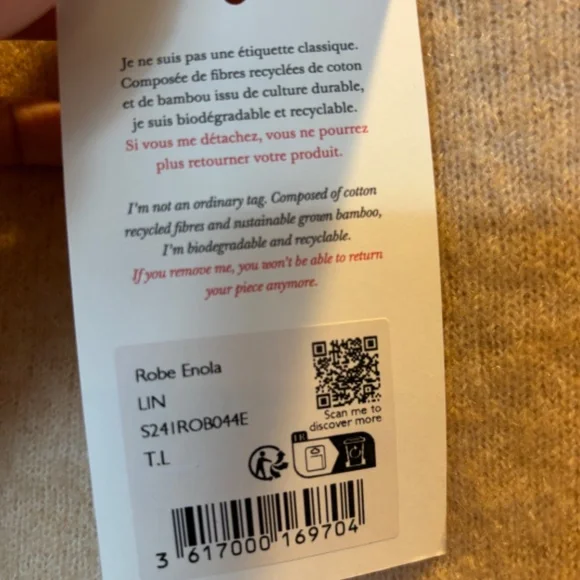 Je ne suis pas une étiquette classique.
Composée de fibres recyclées de coton
et de bambou issu de culture durable,
je suis biodégradable et recyclable.
Si vous me détachez, vous ne pourrez
plus retourner votre produit.
I'm not an ordinary tag. Composed of cotton
recycled fibres and sustainable grown bamboo,
I'm biodegradable and recyclable.
If you remove me, you won't be able to return
your piece anymore.
Robe Enola
LIN
S241ROB044E
T.L
Scan me to
discover more
FR
3 617000 169704